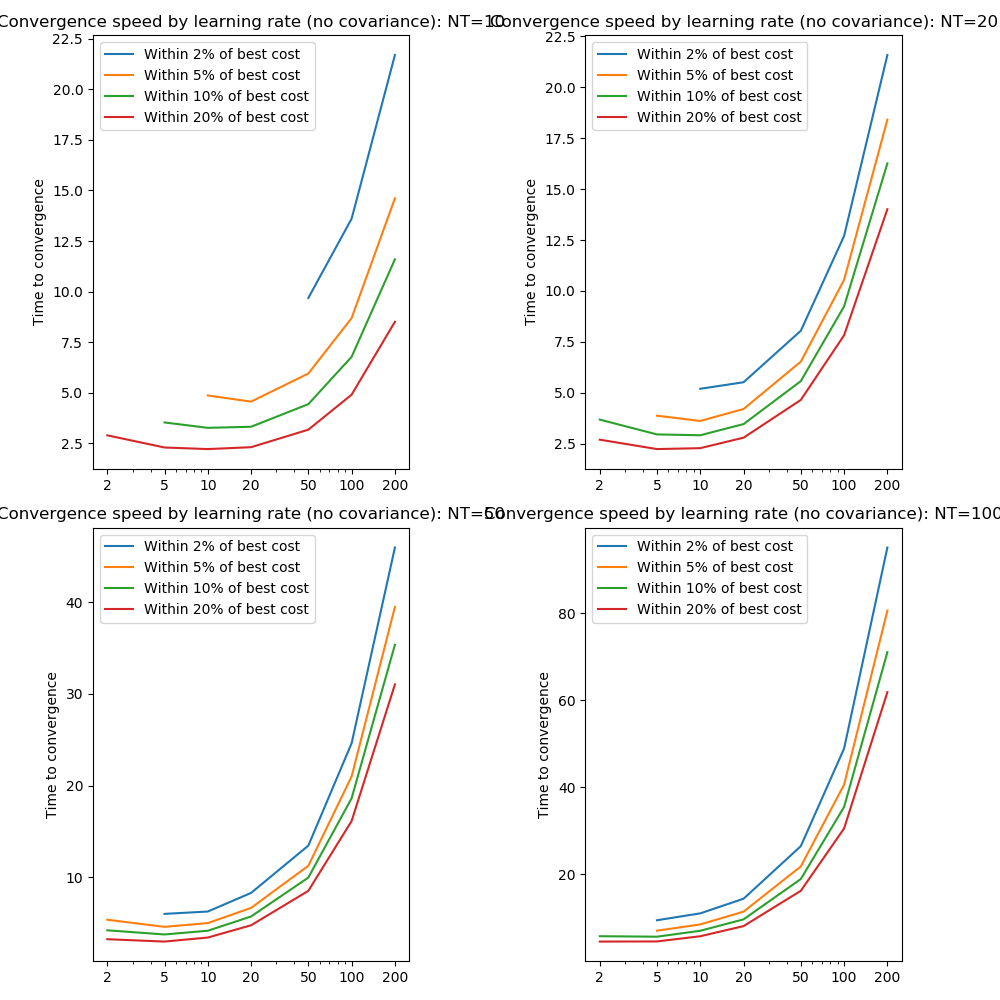 Convergence speed by learning rate (no covariance): NT=10
22.5
20.0
17.5
15.0
12.5
10.0
7.5
5.0
2.5
Time to convergence
Within 2% of best cost
Within 5% of best cost
Within 10% of best cost
Within 20% of best cost
2 5 10 20 50 100 200
Convergence speed by learning rate (no covariance): NT=20
22.5
20.0
17.5
15.0
12.5
10.0
7.5
5.0
2.5
Time to convergence
Within 2% of best cost
Within 5% of best cost
Within 10% of best cost
Within 20% of best cost
2 5 10 20 50 100 200
Convergence speed by learning rate (no covariance): NT=50
40
30
20
10
Time to convergence
Within 2% of best cost
Within 5% of best cost
Within 10% of best cost
Within 20% of best cost
2 5 10 20 50 100 200
Convergence speed by learning rate (no covariance): NT=100
80
60
40
20
Time to convergence
Within 2% of best cost
Within 5% of best cost
Within 10% of best cost
Within 20% of best cost
2 5 10 20 50 100 200